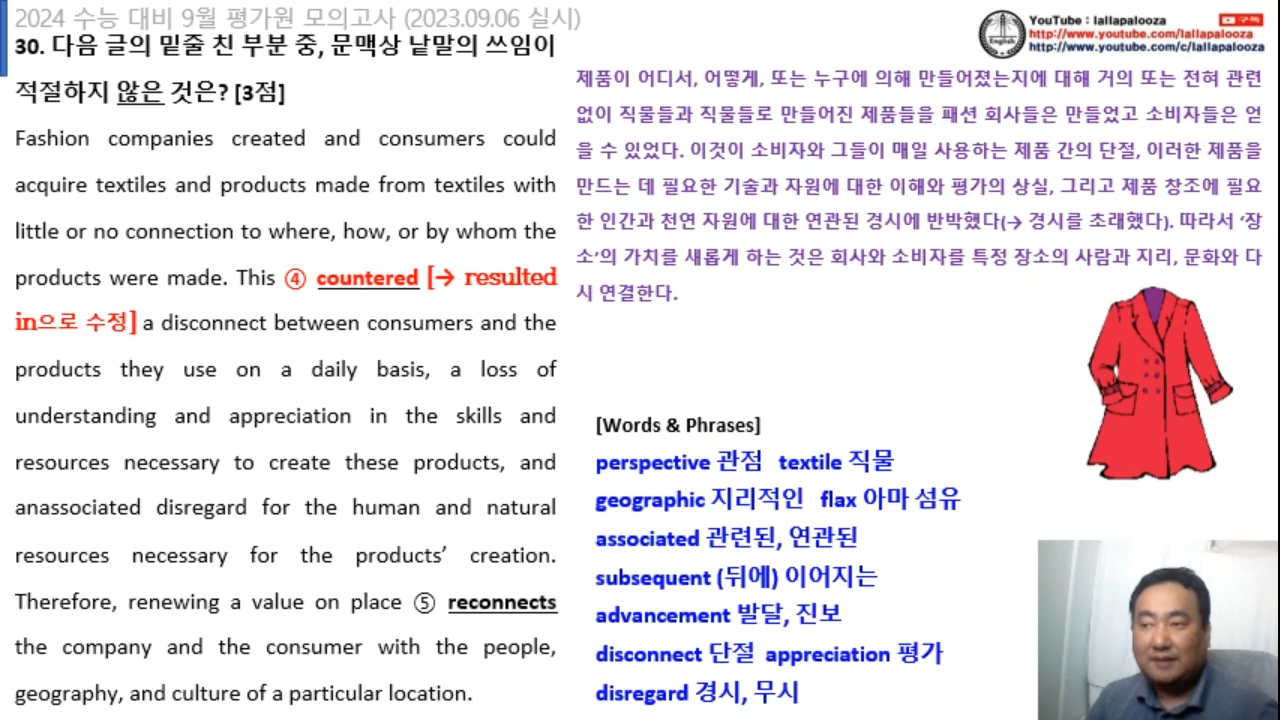 2024 수능 대비 9월 평가원 모의고사 (2023.09.06 실시)
30. 다음 글의 밑줄 친 부분 중, 문맥상 낱말의 쓰임이
적절하지 않은 것은? [3점]
Fashion companies created and consumers could
acquire textiles and products made from textiles with
little or no connection to where, how, or by whom the
products were made. This ④ countered [→ resulted
in으로 수정] a disconnect between consumers and the
products they use on a daily basis, a loss of
understanding and appreciation in the skills and
resources necessary to create these products, and
anassociated disregard for the human and natural
resources necessary for the products’ creation.
Therefore, renewing a value on place ⑤ reconnects
the company and the consumer with the people,
geography, and culture of a particular location.
YouTube : lallapalooza
구독
http://www.youtube.com/lallapalooza
http://www.youtube.com/c/lallapalooza
English
제품이 어디서, 어떻게, 또는 누구에 의해 만들어졌는지에 대해 거의 또는 전혀 관련
없이 직물들과 직물들로 만들어진 제품들을 패션 회사들은 만들었고 소비자들은 얻
을 수 있었다. 이것이 소비자와 그들이 매일 사용하는 제품 간의 단절, 이러한 제품을
만드는 데 필요한 기술과 자원에 대한 이해와 평가의 상실, 그리고 제품 창조에 필요
한 인간과 천연 자원에 대한 연관된 경시에 반박했다(→ 경시를 초래했다). 따라서 ‘장
소’의 가치를 새롭게 하는 것은 회사와 소비자를 특정 장소의 사람과 지리, 문화와 다
시 연결한다.
[Words & Phrases]
perspective 관점 textile 직물
geographic 지리적인 flax 아마 섬유
associated 관련된, 연관된
subsequent (뒤에) 이어지는
advancement 발달, 진보
disconnect 단절 appreciation 평가
disregard 경시, 무시